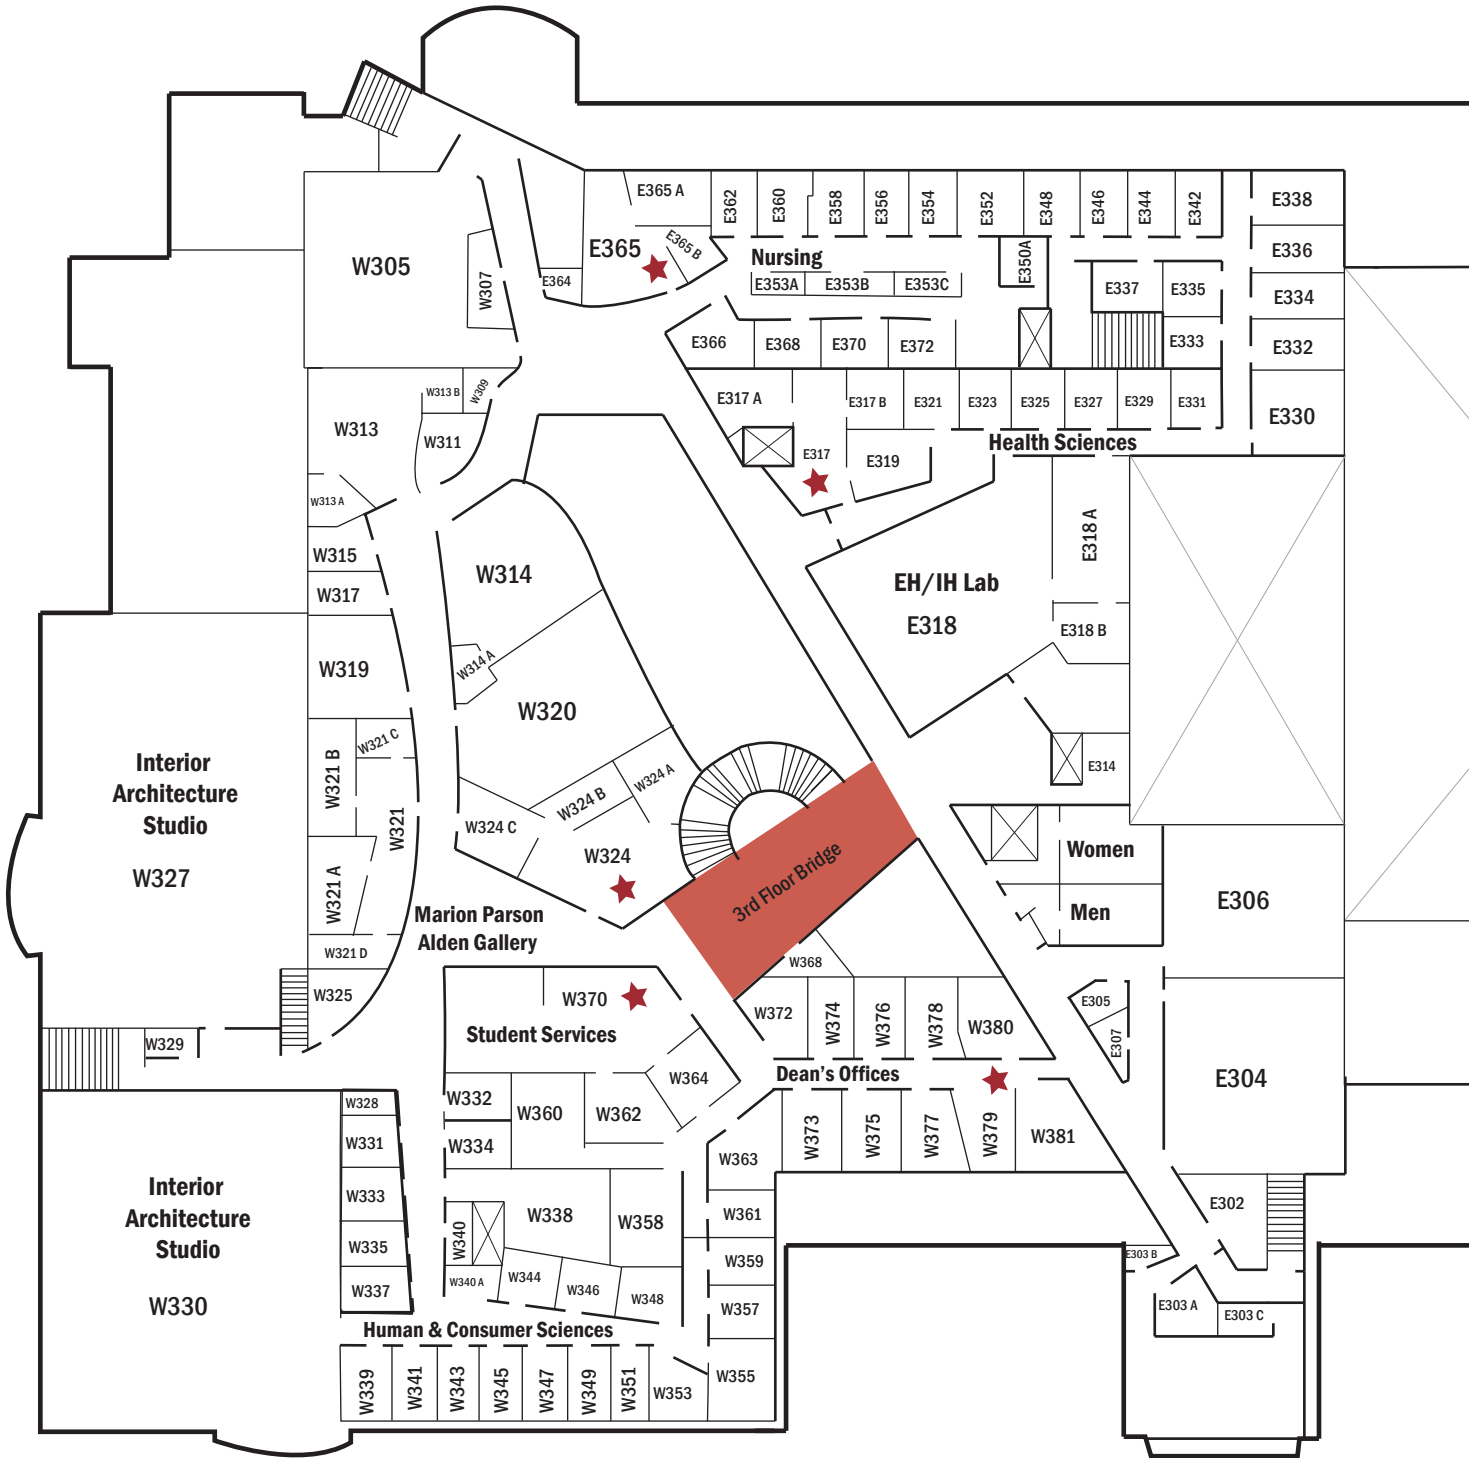 E365 A
E362
E360
E358
E356
E354
E352
E348
E346
E344
E342
E338
E365
E365 B
Nursing
E350A
E336
W305
W307
E364
E353A
E353B
E353C
E337
E335
E334
E366
E368
E370
E372
E333
E332
W313 B
W309
E317 A
E317 B
E321
E323
E325
E327
E329
E331
E330
W313
W311
Health Sciences
E317
E319
W313 A
E318 A
W315
W314
EH/IH Lab
E318
W317
E318 B
W319
W314 A
W320
W321 C
W321 B
Interior
Architecture
Studio
W327
W324 A
W324 B
E314
W321
W324 C
W324
3rd Floor Bridge
Women
Men
E306
W321 A
Marion Parson
Alden Gallery
W321 D
W325
W368
W370
Student Services
W372
W374
W376
W378
W380
E305
E307
W329
Dean's Offices
E304
W364
W328
W332
W360
W362
W331
W334
W373
W375
W377
W379
W381
W363
Interior
Architecture
Studio
W330
W333
W338
W358
W361
E302
W335
W340
W359
E303 B
W337
W340 A
W344
W346
W348
W357
E303 A
E303 C
Human & Consumer Sciences
W339
W341
W343
W345
W347
W349
W351
W353
W355